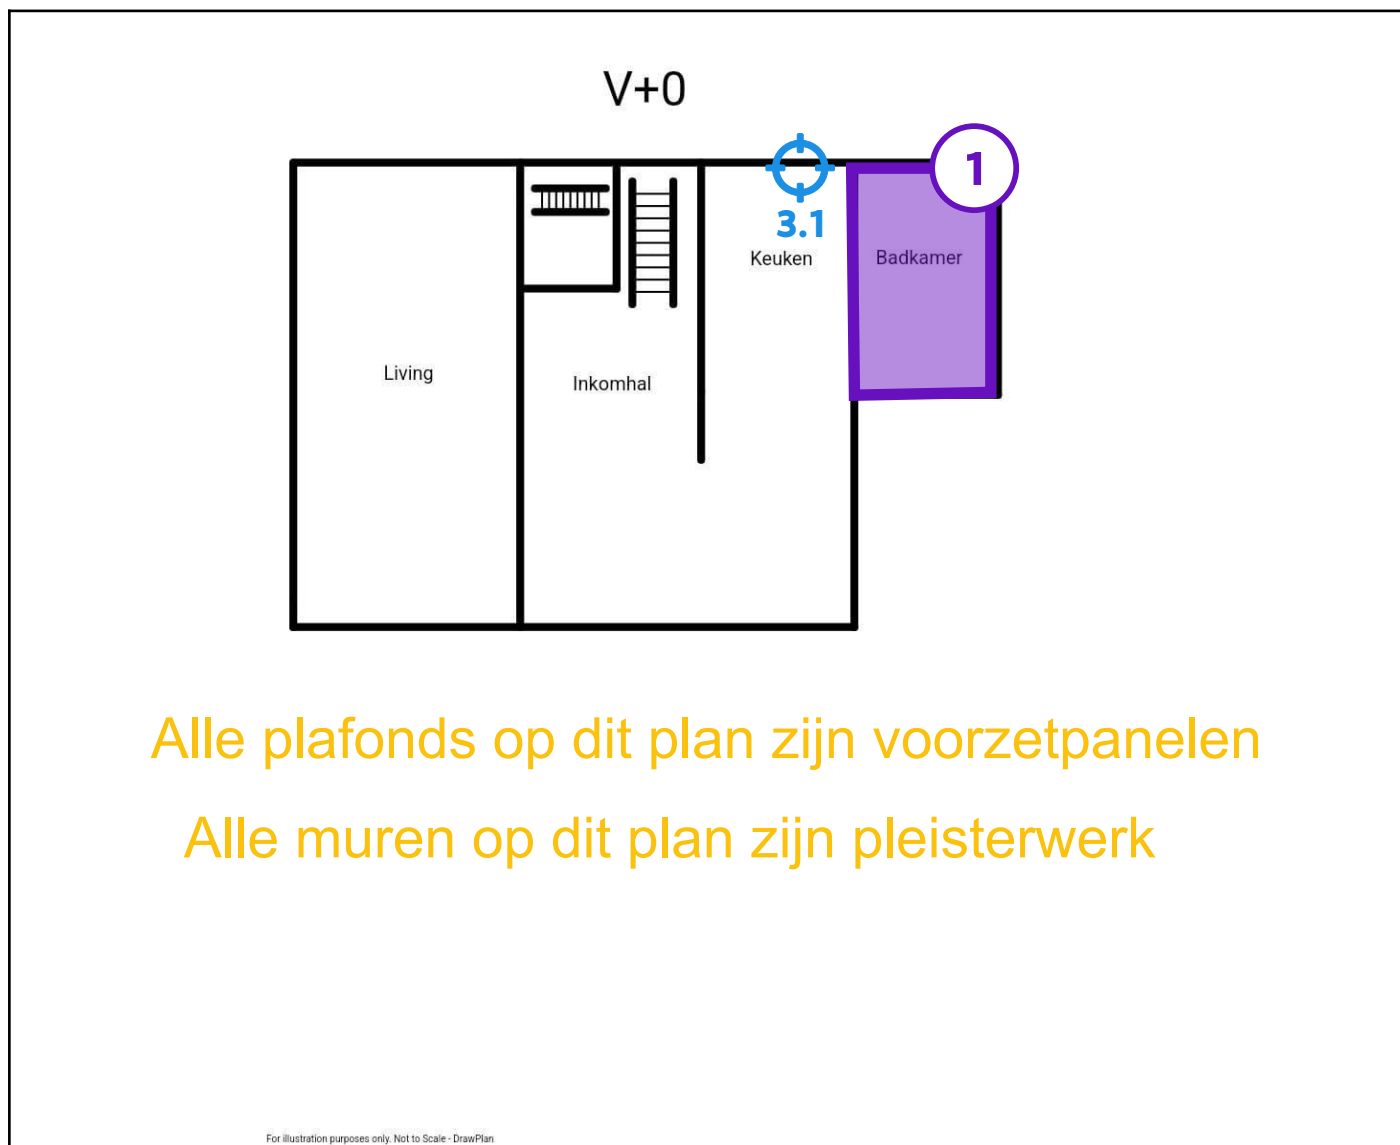 V+0
1
3.1
Keuken
Badkamer
Living
Inkomhal
Alle plafonds op dit plan zijn voorzetpanelen
Alle muren op dit plan zijn pleisterwerk
For illustration purposes only. Not to Scale - DrawPlan